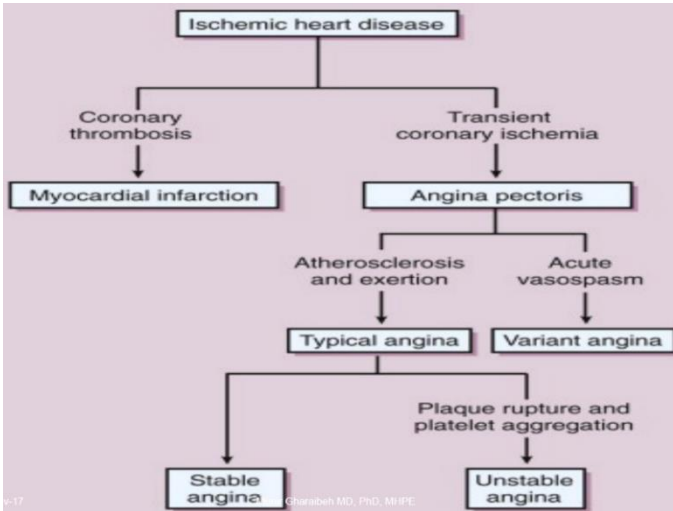 Ischemic heart disease
Coronary
thrombosis
Transient
coronary ischemia
Myocardial infarction
Angina pectoris
Atherosclerosis
and exertion
Acute
vasospasm
Typical angina
Variant angina
Plaque rupture and
platelet aggregation
Stable
angina
Unstable
angina
v-17
Gharaibeh MD, PhD, MHPE